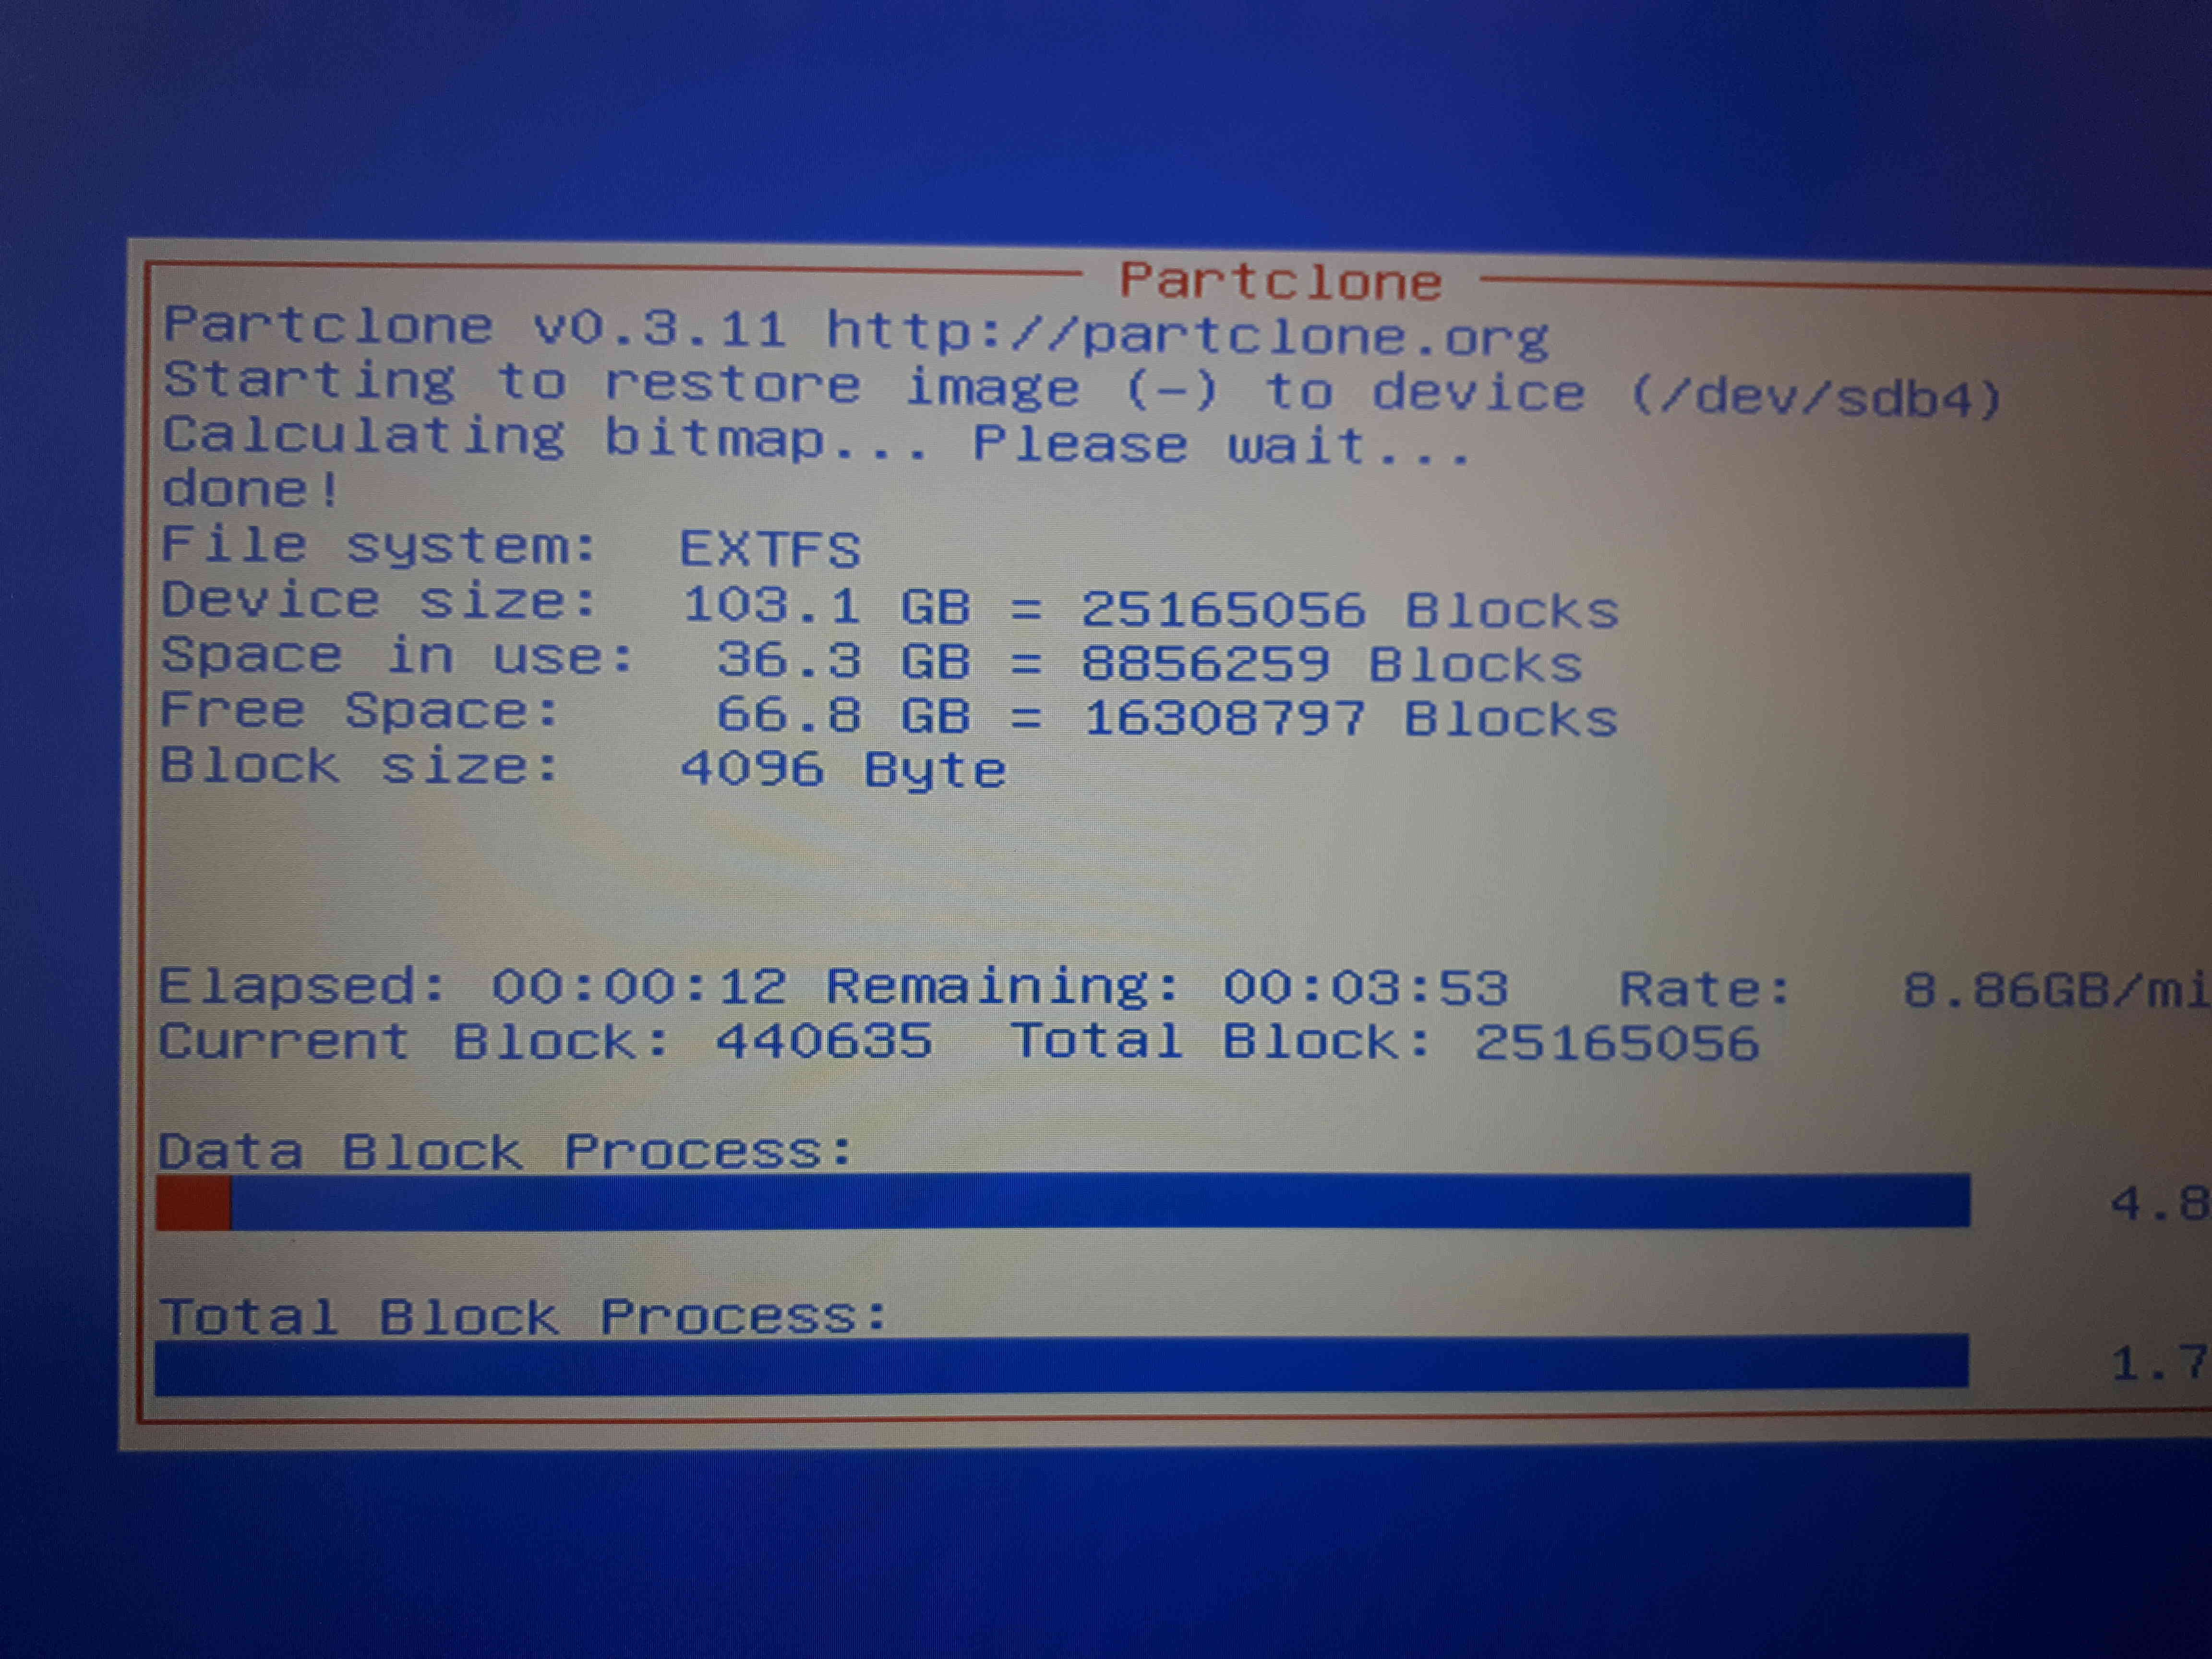 Partclone
Partclone v0.3.11 http://partclone.org
Starting to restore image (-) to device (/dev/sdb4)
Calculating bitmap... Please wait...
done!
File system: EXTFS
Device size: 103.1 GB = 25165056 Blocks
Space in use: 36.3 GB = 8856259 Blocks
Free Space: 66.8 GB = 16308797 Blocks
Block size: 4096 Byte
Elapsed: 00:00:12 Remaining: 00:03:53 Rate: 8.86GB/mi
Current Block: 440635 Total Block: 25165056
Data Block Process:
4.8
Total Block Process:
1.7